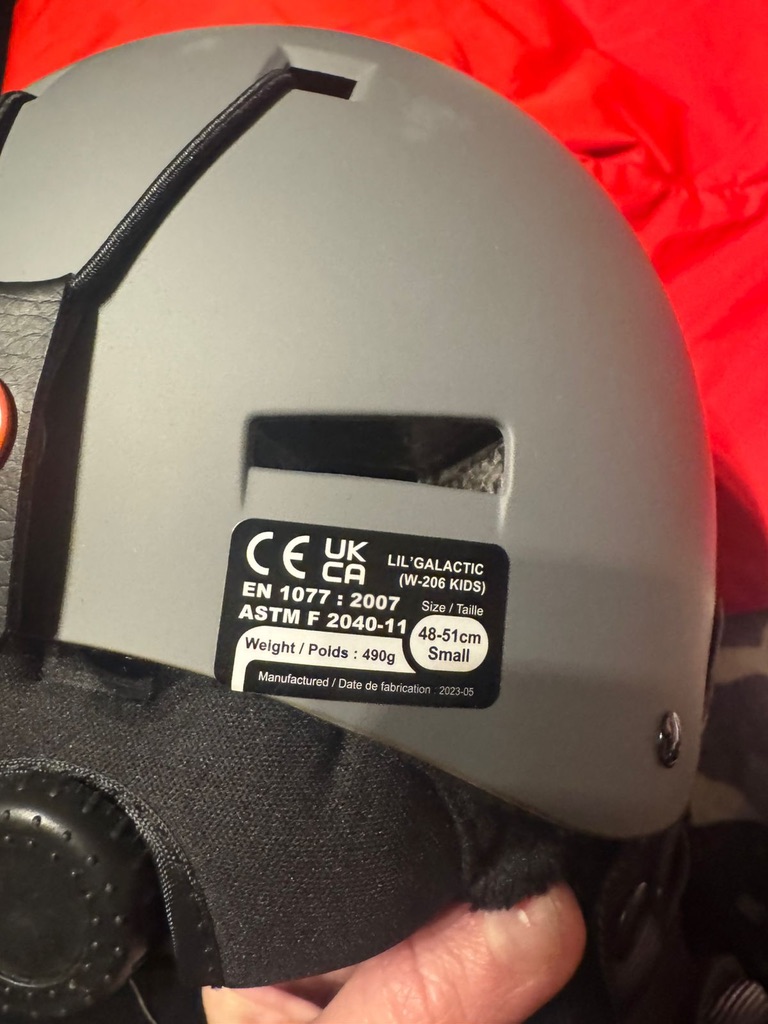 CE UK CA
LIL'GALACTIC
(W-206 KIDS)
EN 1077 : 2007
ASTM F 2040-11
Size / Taille
48-51cm
Small
Weight / Poids : 490g
Manufactured / Date de fabrication : 2023-05